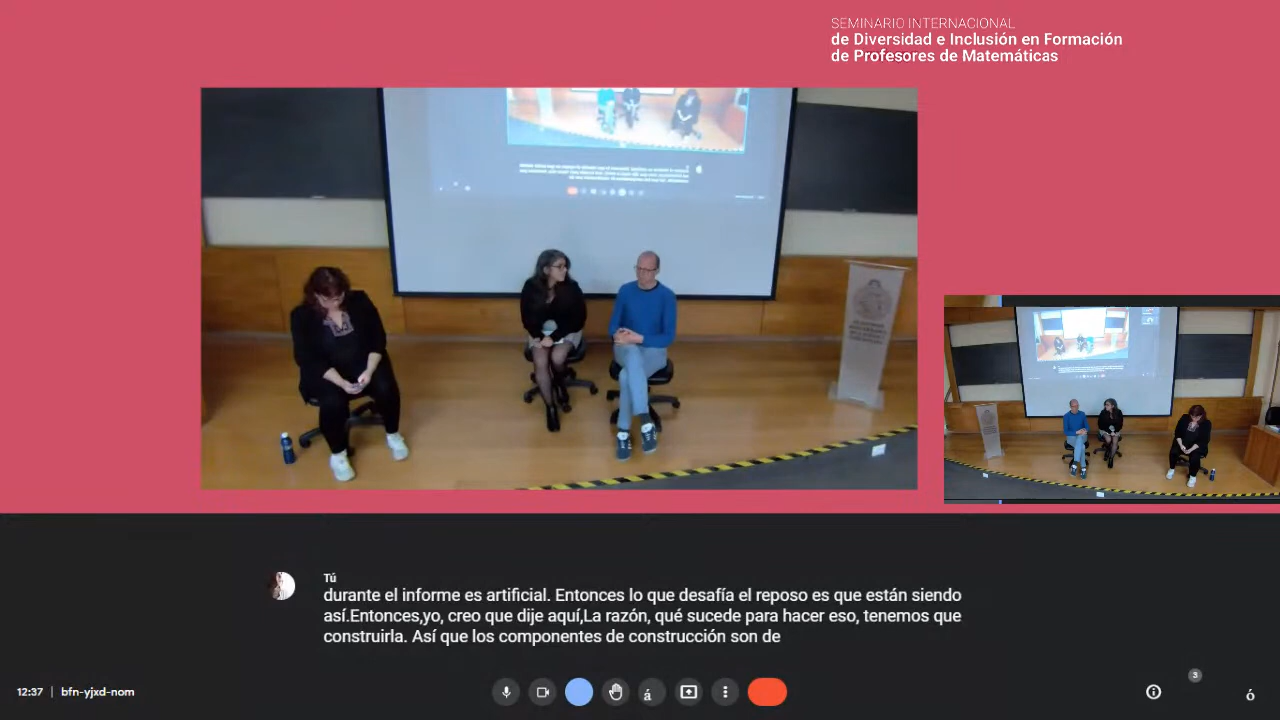 SEMINARIO INTERNACIONAL
de Diversidad e Inclusión en Formación
de Profesores de Matemáticas
Tú
durante el informe es artificial. Entonces lo que desafía el reposo es que están siendo
así.Entonces,yo, creo que dije aquí,La razón, qué sucede para hacer eso, tenemos que
construirla. Así que los componentes de construcción son de
12:37 | bfn-yjxd-nom
á
3
ó